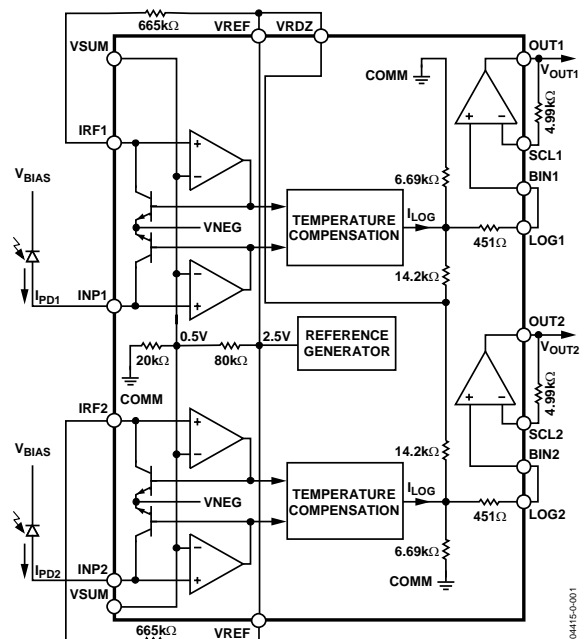 665kΩ
VREF
VRDZ
VSUM
OUT1
VOUT1
COMM
4.99kΩ
IRF1
SCL1
6.69kΩ
BIN1
VBIAS
VNEG
TEMPERATURE
COMPENSATION
ILOG
451Ω
LOG1
14.2kΩ
IPD1
INP1
OUT2
VOUT2
0.5V
2.5V
REFERENCE
GENERATOR
20kΩ
80kΩ
COMM
4.99kΩ
IRF2
SCL2
14.2kΩ
BIN2
VBIAS
VNEG
TEMPERATURE
COMPENSATION
ILOG
451Ω
LOG2
6.69kΩ
IPD2
INP2
COMM
VSUM
665kΩ
VREF
04415-0-001
+
−
−
+
+
−
−
+
+
−
+
−